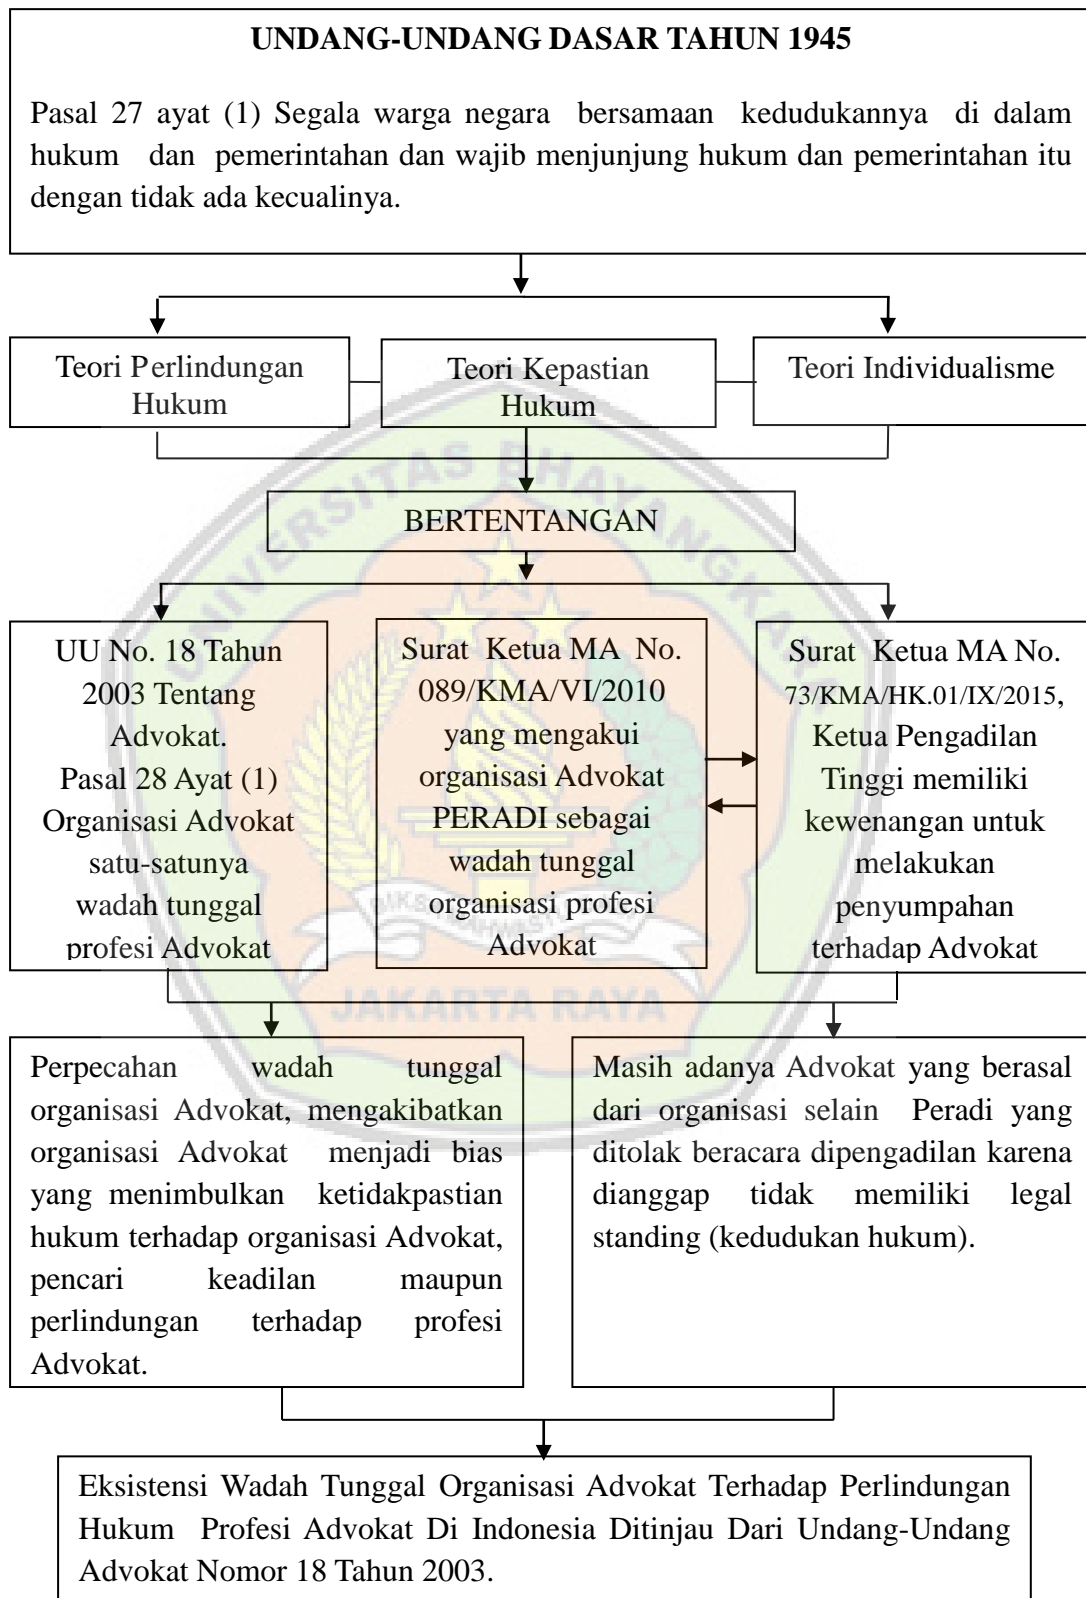 UNDANG-UNDANG DASAR TAHUN 1945
Pasal 27 ayat (1) Segala warga negara bersamaan kedudukannya di dalam
hukum dan pemerintahan dan wajib menjunjung hukum dan pemerintahan itu
dengan tidak ada kecualinya.
Teori Perlindungan
Hukum
Teori Kepastian
Hukum
Teori Individualisme
BERTENTANGAN
UU No. 18 Tahun
2003 Tentang
Advokat.
Pasal 28 Ayat (1)
Organisasi Advokat
satu-satunya
wadah tunggal
profesi Advokat
Surat Ketua MA No.
089/KMA/VI/2010
yang mengakui
organisasi Advokat
PERADI sebagai
wadah tunggal
organisasi profesi
Advokat
Surat Ketua MA No.
73/KMA/HK.01/IX/2015,
Ketua Pengadilan
Tinggi memiliki
kewenangan untuk
melakukan
penyumpahan
terhadap Advokat
Perpecahan wadah tunggal
organisasi Advokat, mengakibatkan
organisasi Advokat menjadi bias
yang menimbulkan ketidakpastian
hukum terhadap organisasi Advokat,
pencari keadilan maupun
perlindungan terhadap profesi
Advokat.
Masih adanya Advokat yang berasal
dari organisasi selain Peradi yang
ditolak beracara dipengadilan karena
dianggap tidak memiliki legal
standing (kedudukan hukum).
Eksistensi Wadah Tunggal Organisasi Advokat Terhadap Perlindungan
Hukum Profesi Advokat Di Indonesia Ditinjau Dari Undang-Undang
Advokat Nomor 18 Tahun 2003.
UNIVERSITAS BHAYANGKARA
JAKARTA RAYA